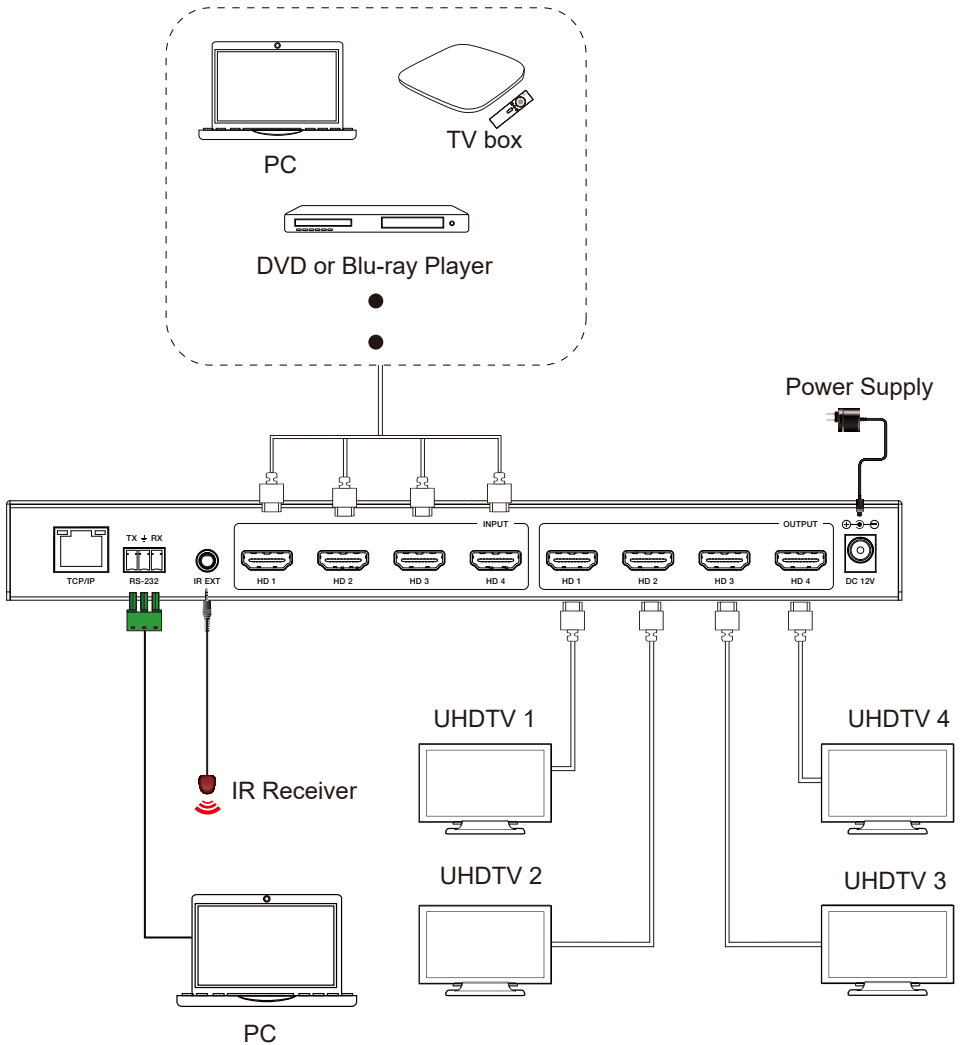 PC
TV box
DVD or Blu-ray Player
Power Supply
INPUT
OUTPUT
TX RX
TCP/IP
RS-232
IR EXT
HD 1
HD 2
HD 3
HD 4
HD 1
HD 2
HD 3
HD 4
DC 12V
UHDTV 1
UHDTV 4
IR Receiver
UHDTV 2
UHDTV 3
PC